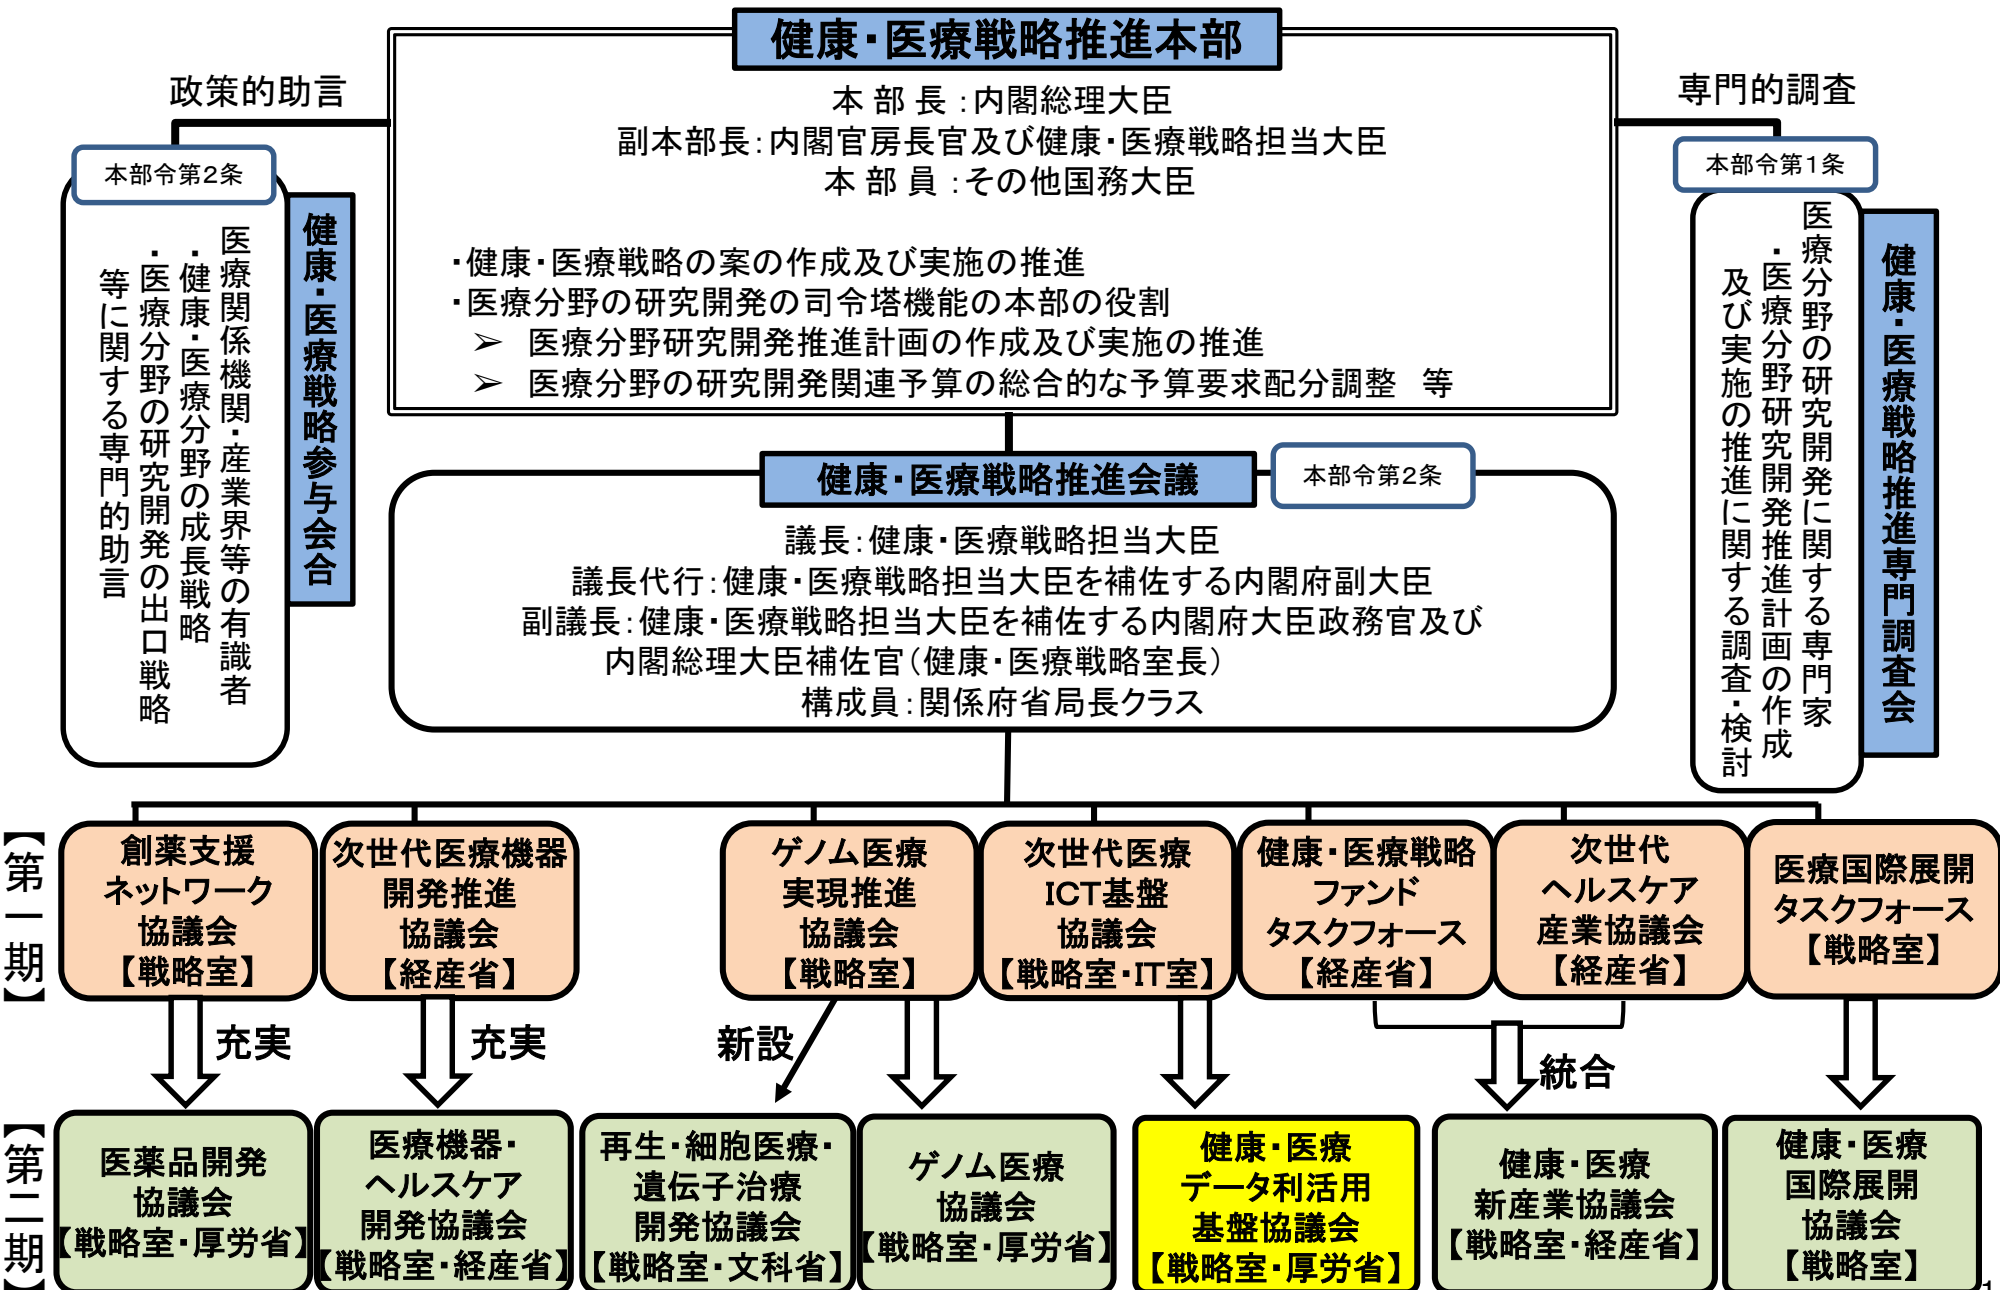 健康・医療戦略推進本部
本 部 長 ：内閣総理大臣
副本部長：内閣官房長官及び健康・医療戦略担当大臣
本 部 員 ：その他国務大臣
・健康・医療戦略の案の作成及び実施の推進
・医療分野の研究開発の司令塔機能の本部の役割
➢ 医療分野研究開発推進計画の作成及び実施の推進
➢ 医療分野の研究開発関連予算の総合的な予算要求配分調整　等
政策的助言
本部令第2条
健康・医療戦略参与会合
医療関係機関・産業界等の有識者
・健康・医療分野の成長戦略
・医療分野の研究開発の出口戦略
等に関する専門的助言
専門的調査
本部令第1条
健康・医療戦略推進専門調査会
医療分野の研究開発に関する専門家
・医療分野研究開発推進計画の作成
及び実施の推進に関する調査・検討
健康・医療戦略推進会議
本部令第2条
議長：健康・医療戦略担当大臣
議長代行：健康・医療戦略担当大臣を補佐する内閣府副大臣
副議長：健康・医療戦略担当大臣を補佐する内閣府大臣政務官及び
内閣総理大臣補佐官（健康・医療戦略室長）
構成員：関係府省局長クラス
【第一期】
創薬支援
ネットワーク
協議会
【戦略室】
次世代医療機器
開発推進
協議会
【経産省】
ゲノム医療
実現推進
協議会
【戦略室】
次世代医療
ICT基盤
協議会
【戦略室・IT室】
健康・医療戦略
ファンド
タスクフォース
【経産省】
次世代
ヘルスケア
産業協議会
【経産省】
医療国際展開
タスクフォース
【戦略室】
充実
充実
新設
統合
【第二期】
医薬品開発
協議会
【戦略室・厚労省】
医療機器・
ヘルスケア
開発協議会
【戦略室・経産省】
再生・細胞医療・
遺伝子治療
開発協議会
【戦略室・文科省】
ゲノム医療
協議会
【戦略室・厚労省】
健康・医療
データ利活用
基盤協議会
【戦略室・厚労省】
健康・医療
新産業協議会
【戦略室・経産省】
健康・医療
国際展開
協議会
【戦略室】
1